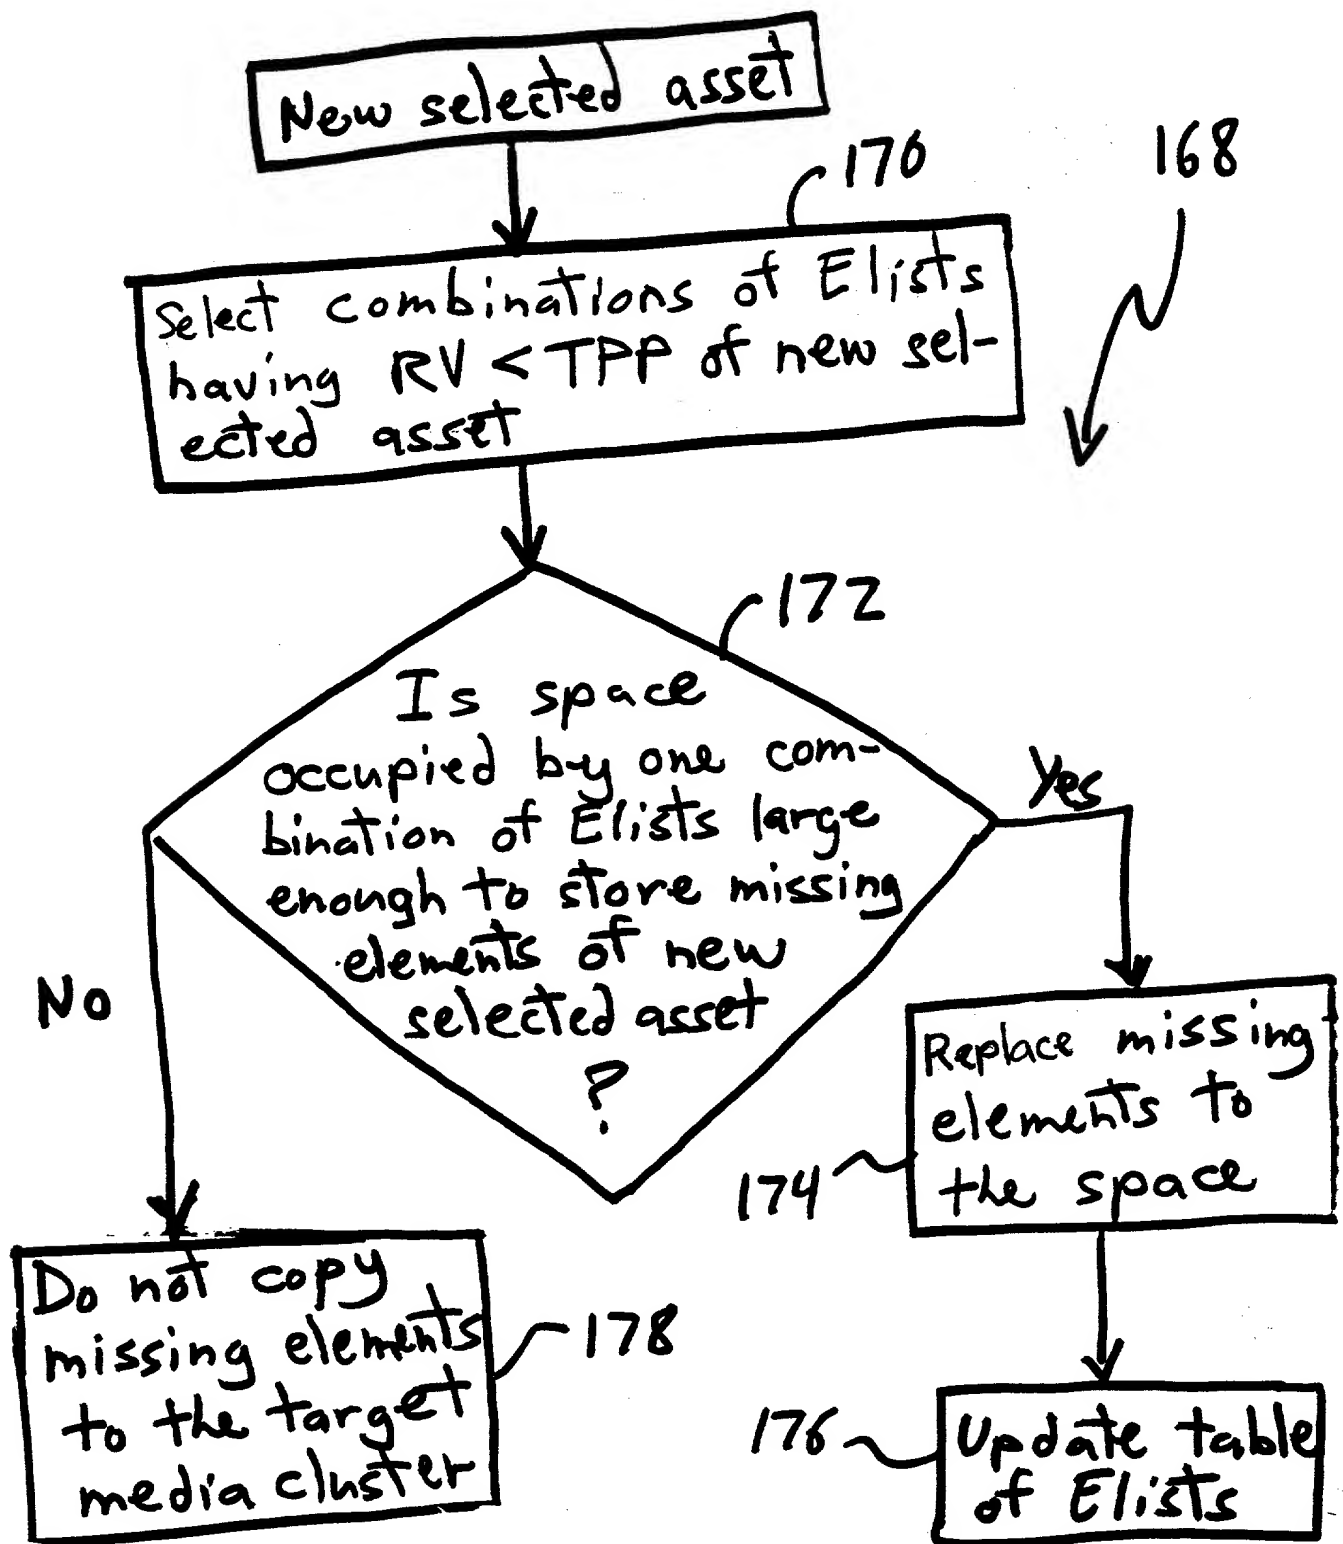 New selected asset
170
168
Select combinations of Elists
having RV < TPP of new sel-
ected asset
172
Is space
occupied by one com-
bination of Elists large
enough to store missing
elements of new
selected asset
?
Yes
No
Replace missing
elements to
the space
174
Do not copy
missing elements
to the target
media cluster
178
176
Update table
of Elists